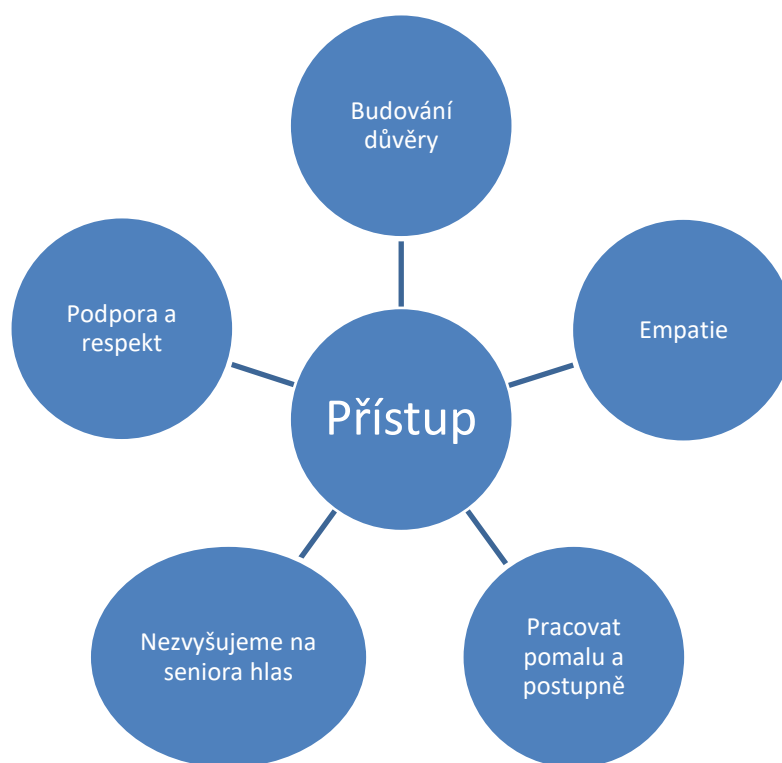 Budování
důvěry
Podpora a
respekt
Empatie
Přístup
Nezvyšujeme na
seniora hlas
Pracovat
pomalu a
postupně